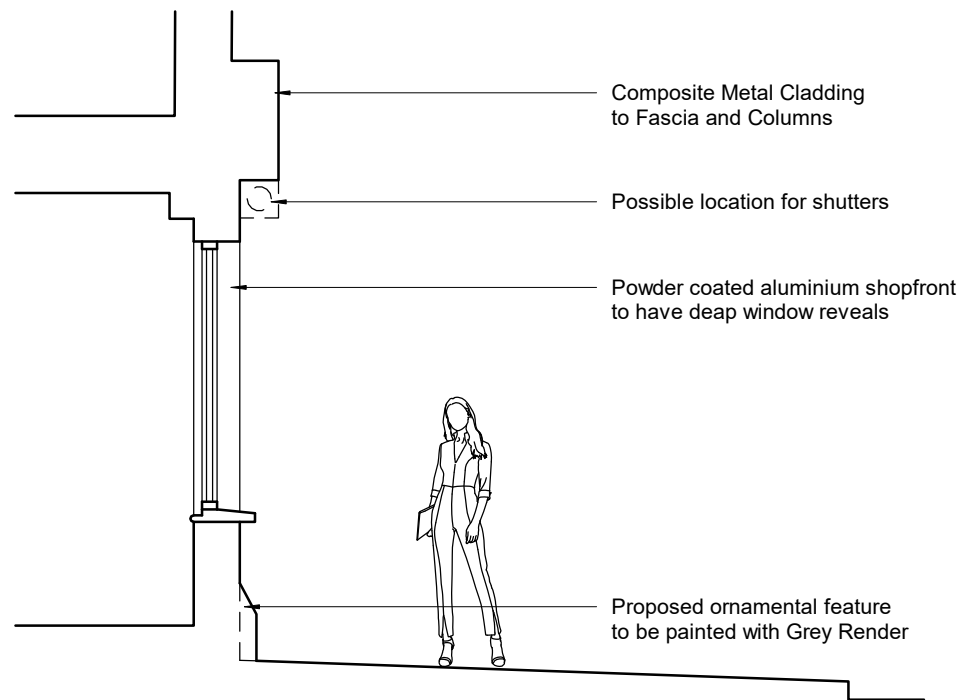 Composite Metal Cladding
to Fascia and Columns
Possible location for shutters
Powder coated aluminium shopfront
to have deap window reveals
Proposed ornamental feature
to be painted with Grey Render